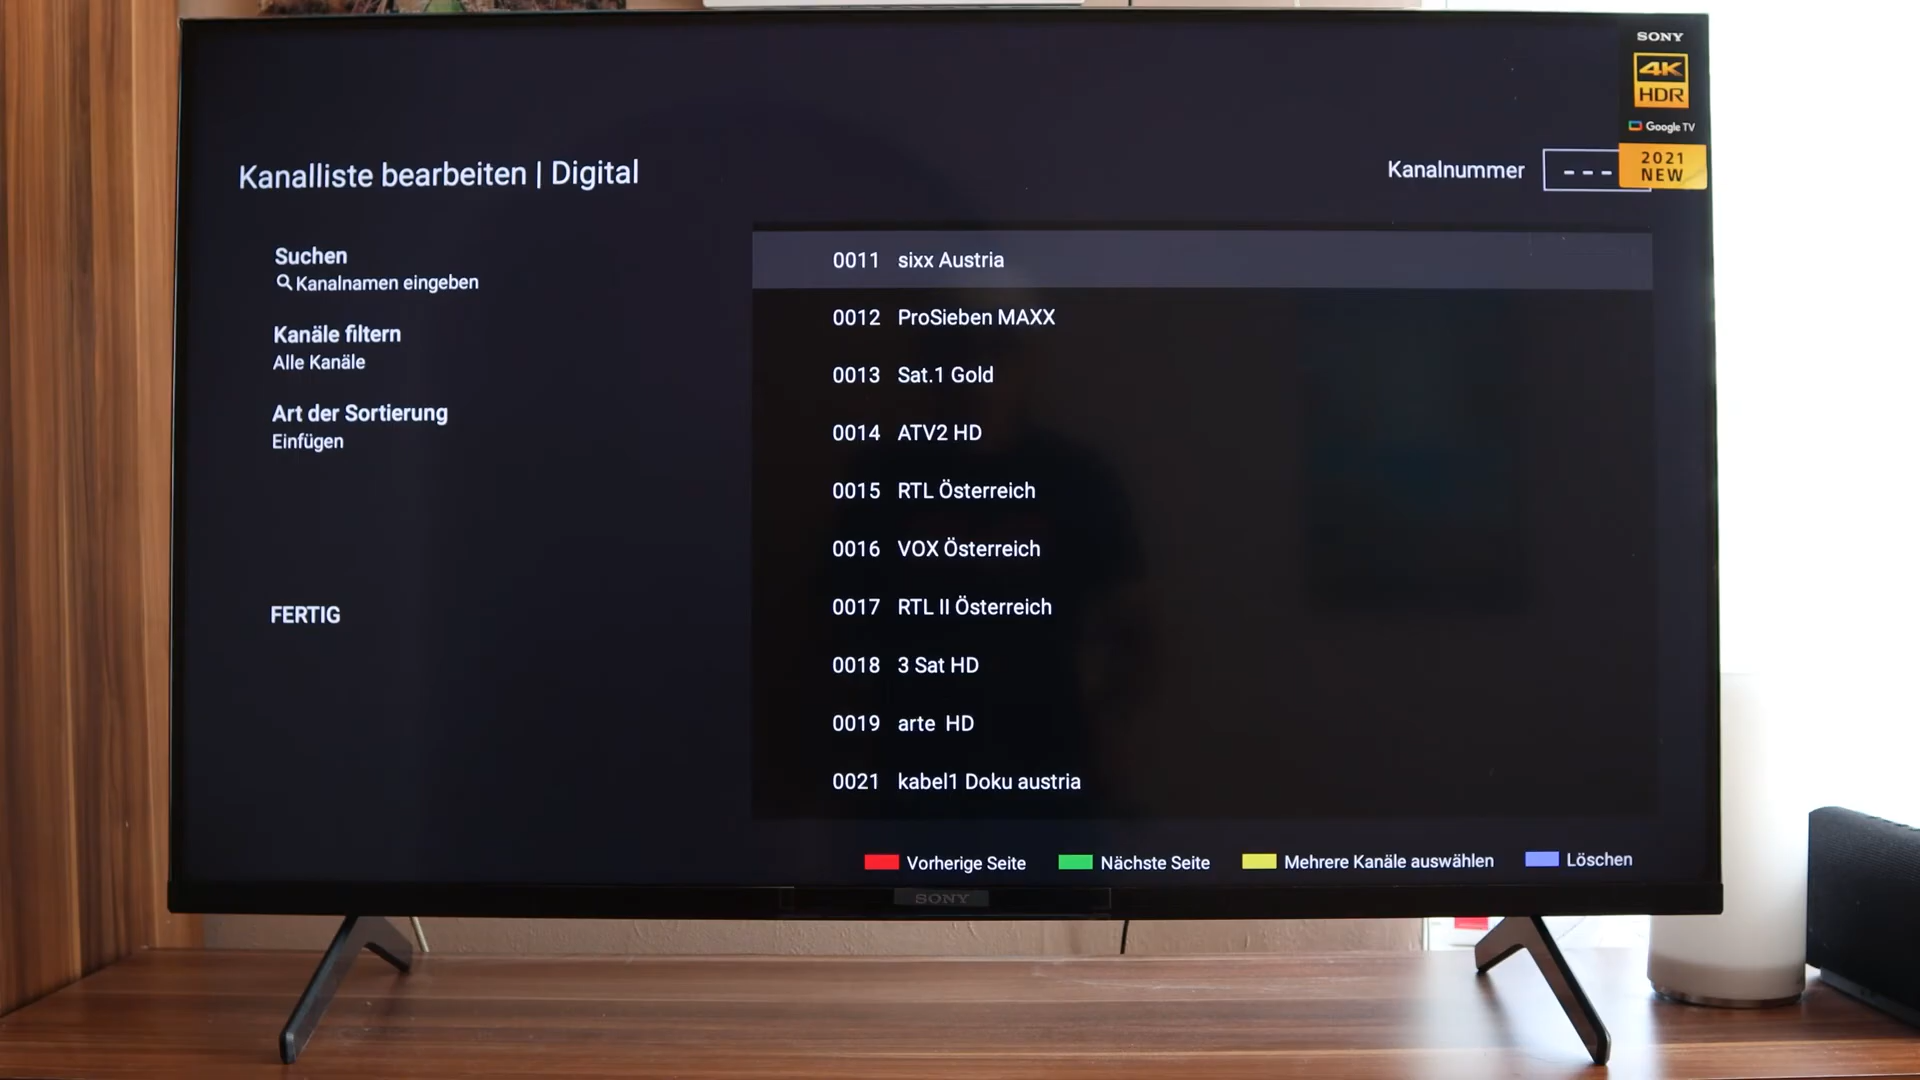 SONY
4K
HDR
Google TV
2021
NEW
Kanalliste bearbeiten | Digital
Kanalnummer
---
Suchen
Kanalnamen eingeben
Kanäle filtern
Alle Kanäle
Art der Sortierung
Einfügen
FERTIG
0011 sixx Austria
0012 ProSieben MAXX
0013 Sat.1 Gold
0014 ATV2 HD
0015 RTL Österreich
0016 VOX Österreich
0017 RTL II Österreich
0018 3 Sat HD
0019 arte HD
0021 kabel1 Doku austria
Vorherige Seite Nächste Seite Mehrere Kanäle auswählen Löschen
SONY